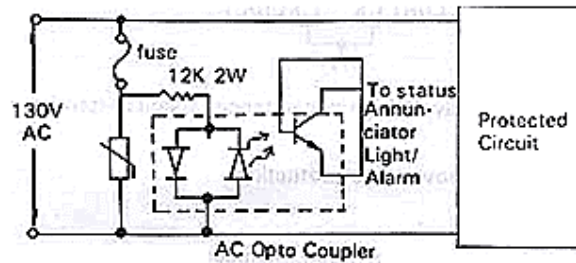 fuse
12K 2W
130V
AC
To status
Annun-
ciator
Light/
Alarm
Protected
Circuit
AC Opto Coupler